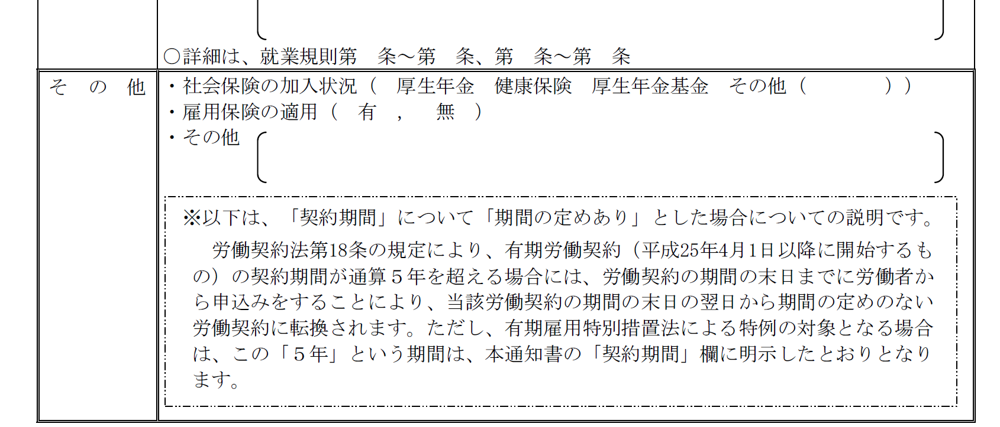 ○詳細は、就業規則第　条～第　条、第　条～第　条
そ　の　他
・社会保険の加入状況（　厚生年金　健康保険　厚生年金基金　その他（　　　　））
・雇用保険の適用（　有　，　無　）
・その他
※以下は、「契約期間」について「期間の定めあり」とした場合についての説明です。
労働契約法第18条の規定により、有期労働契約（平成25年4月1日以降に開始するも
の）の契約期間が通算５年を超える場合には、労働契約の期間の末日までに労働者か
ら申込みをすることにより、当該労働契約の期間の末日の翌日から期間の定めのない
労働契約に転換されます。ただし、有期雇用特別措置法による特例の対象となる場合
は、この「５年」という期間は、本通知書の「契約期間」欄に明示したとおりとなり
ます。